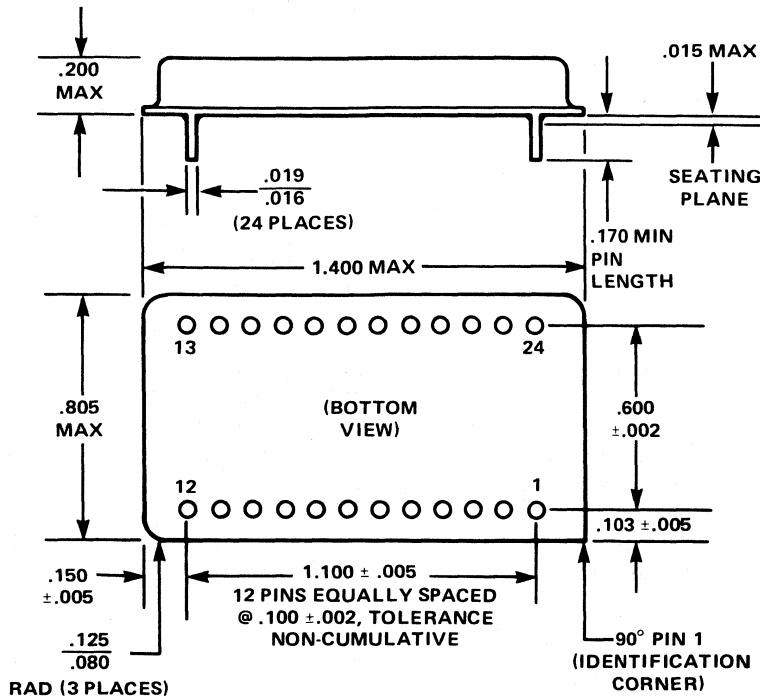 .200
MAX
.015 MAX
.019
.016
(24 PLACES)
SEATING
PLANE
.170 MIN
PIN
LENGTH
1.400 MAX
13
24
.805
MAX
(BOTTOM
VIEW)
.600
±.002
12
1
.103 ±.005
.150
±.005
1.100 ± .005
12 PINS EQUALLY SPACED
@ .100 ±.002, TOLERANCE
NON-CUMULATIVE
.125
.080
RAD (3 PLACES)
90° PIN 1
(IDENTIFICATION
CORNER)